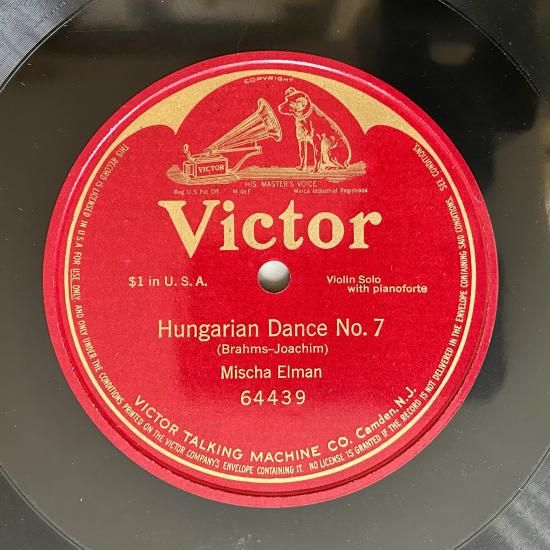 COPYRIGHT
VICTOR
"HIS MASTER'S VOICE"
Reg. U.S. Pat. Off. M. de F. Marca Industrial Registrada
Victor
$1 in U.S.A.
Violin Solo
with pianoforte
Hungarian Dance No. 7
(Brahms-Joachim)
Mischa Elman
64439
VICTOR TALKING MACHINE CO. Camden, N.J.
THIS RECORD IS LICENSED IN U.S.A. FOR USE ONLY, AND ONLY UNDER THE CONDITIONS PRINTED ON THE VICTOR COMPANY'S ENVELOPE CONTAINING IT. NO LICENSE IS GRANTED IF THE RECORD IS NOT DELIVERED IN THE ENVELOPE CONTAINING SAID CONDITIONS. SEE CONDITIONS.